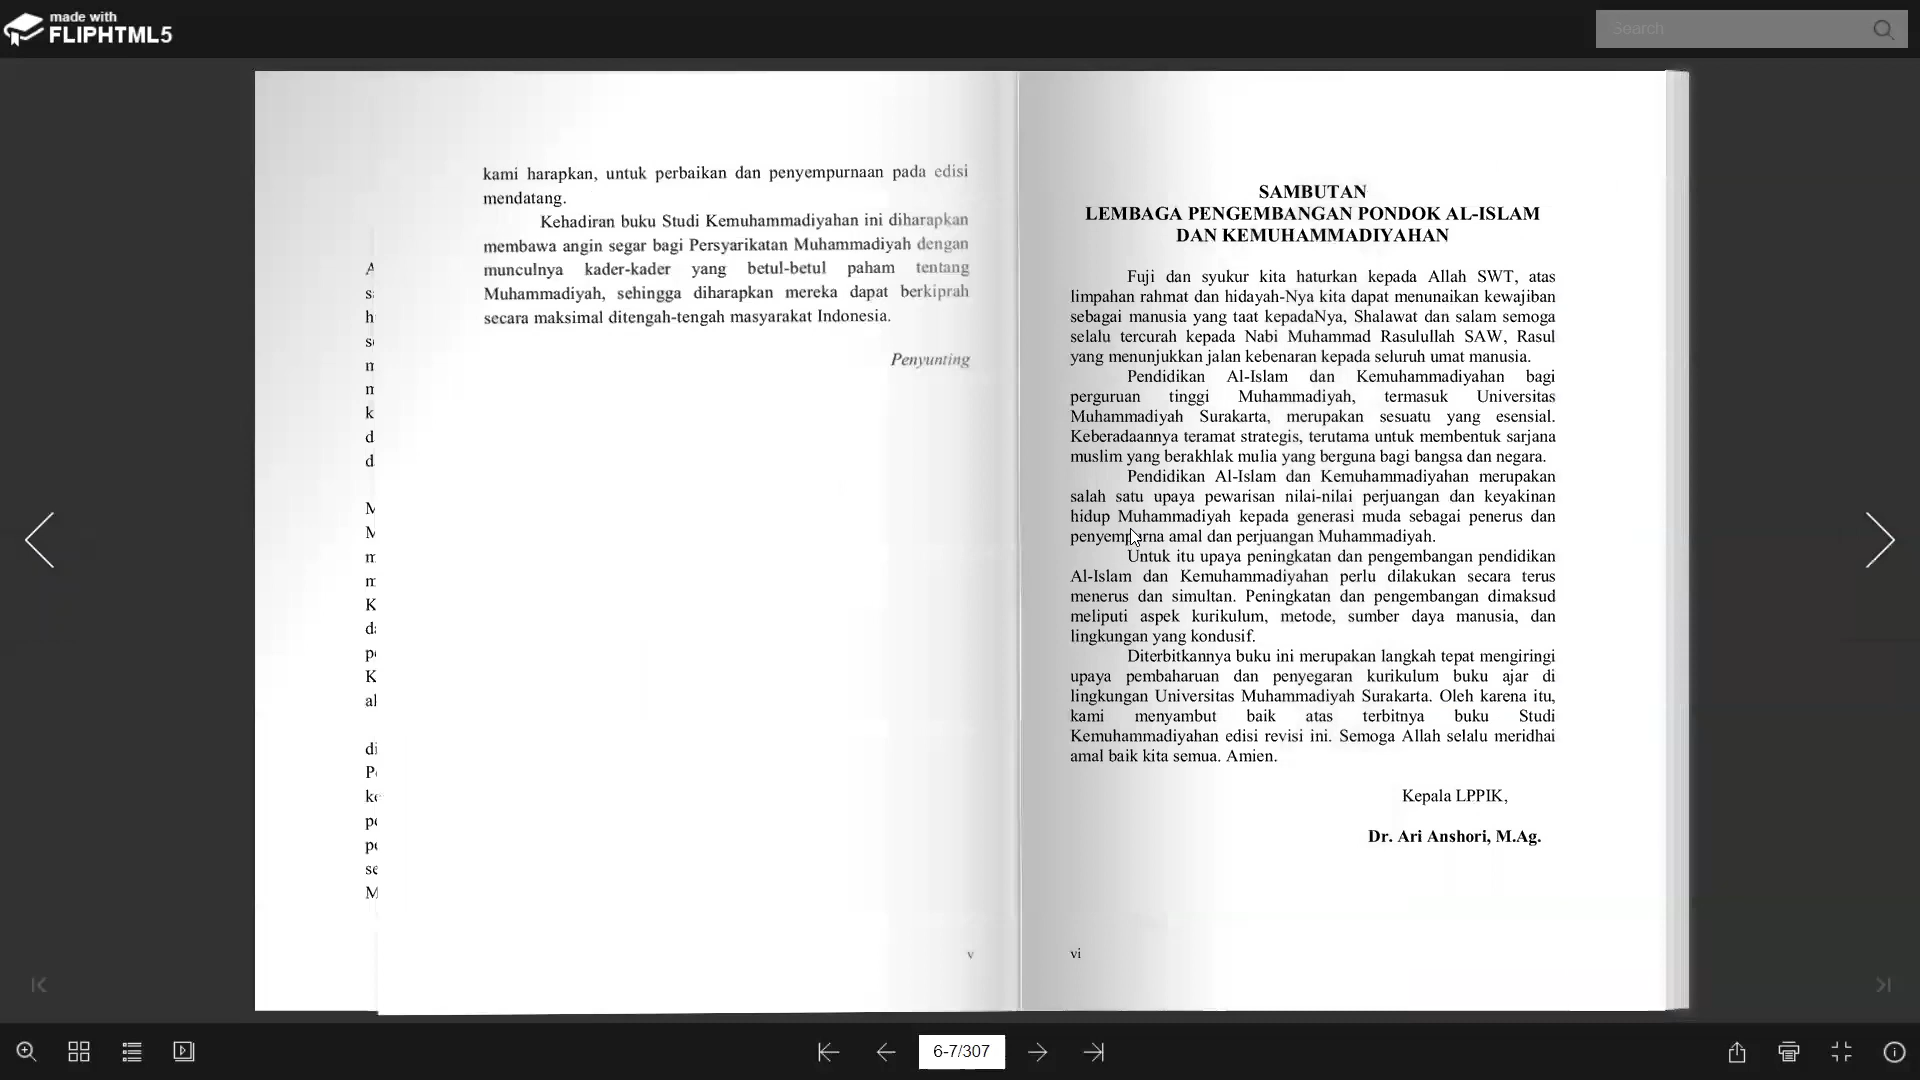 made with
FLIPHTML5
Search
kami harapkan, untuk perbaikan dan penyempurnaan pada edisi
mendatang.
Kehadiran buku Studi Kemuhammadiyahan ini diharapkan
membawa angin segar bagi Persyarikatan Muhammadiyah dengan
munculnya kader-kader yang betul-betul paham tentang
Muhammadiyah, sehingga diharapkan mereka dapat berkiprah
secara maksimal ditengah-tengah masyarakat Indonesia.
Penyunting
v
SAMBUTAN
LEMBAGA PENGEMBANGAN PONDOK AL-ISLAM
DAN KEMUHAMMADIYAHAN
Fuji dan syukur kita haturkan kepada Allah SWT, atas
limpahan rahmat dan hidayah-Nya kita dapat menunaikan kewajiban
sebagai manusia yang taat kepadaNya, Shalawat dan salam semoga
selalu tercurah kepada Nabi Muhammad Rasulullah SAW, Rasul
yang menunjukkan jalan kebenaran kepada seluruh umat manusia.
Pendidikan Al-Islam dan Kemuhammadiyahan bagi
perguruan tinggi Muhammadiyah, termasuk Universitas
Muhammadiyah Surakarta, merupakan sesuatu yang esensial.
Keberadaannya teramat strategis, terutama untuk membentuk sarjana
muslim yang berakhlak mulia yang berguna bagi bangsa dan negara.
Pendidikan Al-Islam dan Kemuhammadiyahan merupakan
salah satu upaya pewarisan nilai-nilai perjuangan dan keyakinan
hidup Muhammadiyah kepada generasi muda sebagai penerus dan
penyempurna amal dan perjuangan Muhammadiyah.
Untuk itu upaya peningkatan dan pengembangan pendidikan
Al-Islam dan Kemuhammadiyahan perlu dilakukan secara terus
menerus dan simultan. Peningkatan dan pengembangan dimaksud
meliputi aspek kurikulum, metode, sumber daya manusia, dan
lingkungan yang kondusif.
Diterbitkannya buku ini merupakan langkah tepat mengiringi
upaya pembaharuan dan penyegaran kurikulum buku ajar di
lingkungan Universitas Muhammadiyah Surakarta. Oleh karena itu,
kami menyambut baik atas terbitnya buku Studi
Kemuhammadiyahan edisi revisi ini. Semoga Allah selalu meridhai
amal baik kita semua. Amien.
Kepala LPPIK,
Dr. Ari Anshori, M.Ag.
vi
6-7/307